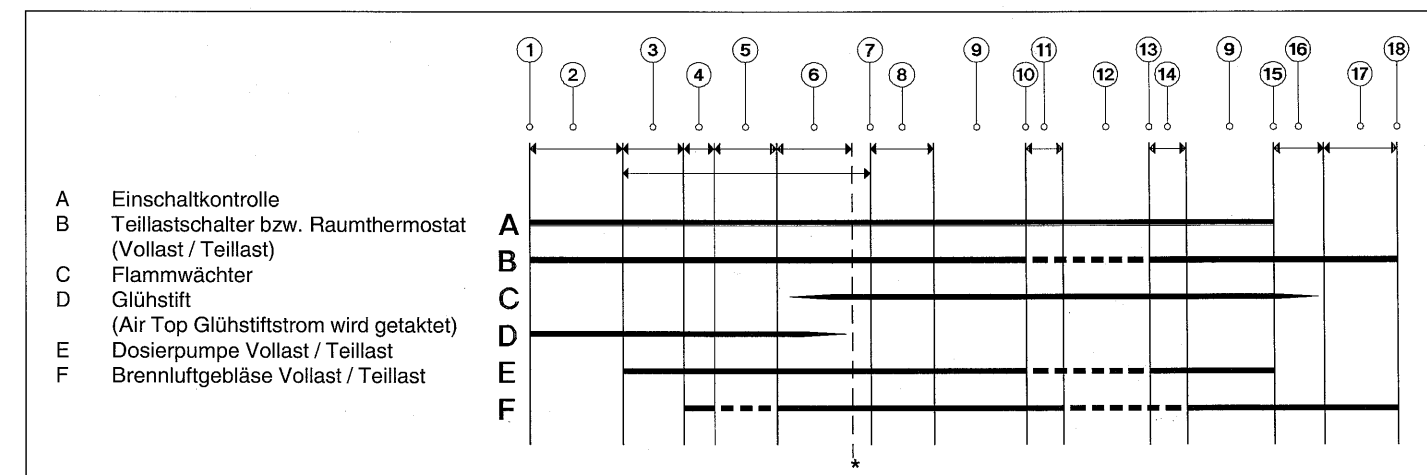 1 3 5 7 9 11 13 9 16 18
2 4 6 8 10 12 14 15 17
A Einschaltkontrolle
B Teillastschalter bzw. Raumthermostat
(Vollast / Teillast)
C Flammwächter
D Glühstift
(Air Top Glühstiftstrom wird getaktet)
E Dosierpumpe Vollast / Teillast
F Brennluftgebläse Vollast / Teillast
A
B
C
D
E
F
*